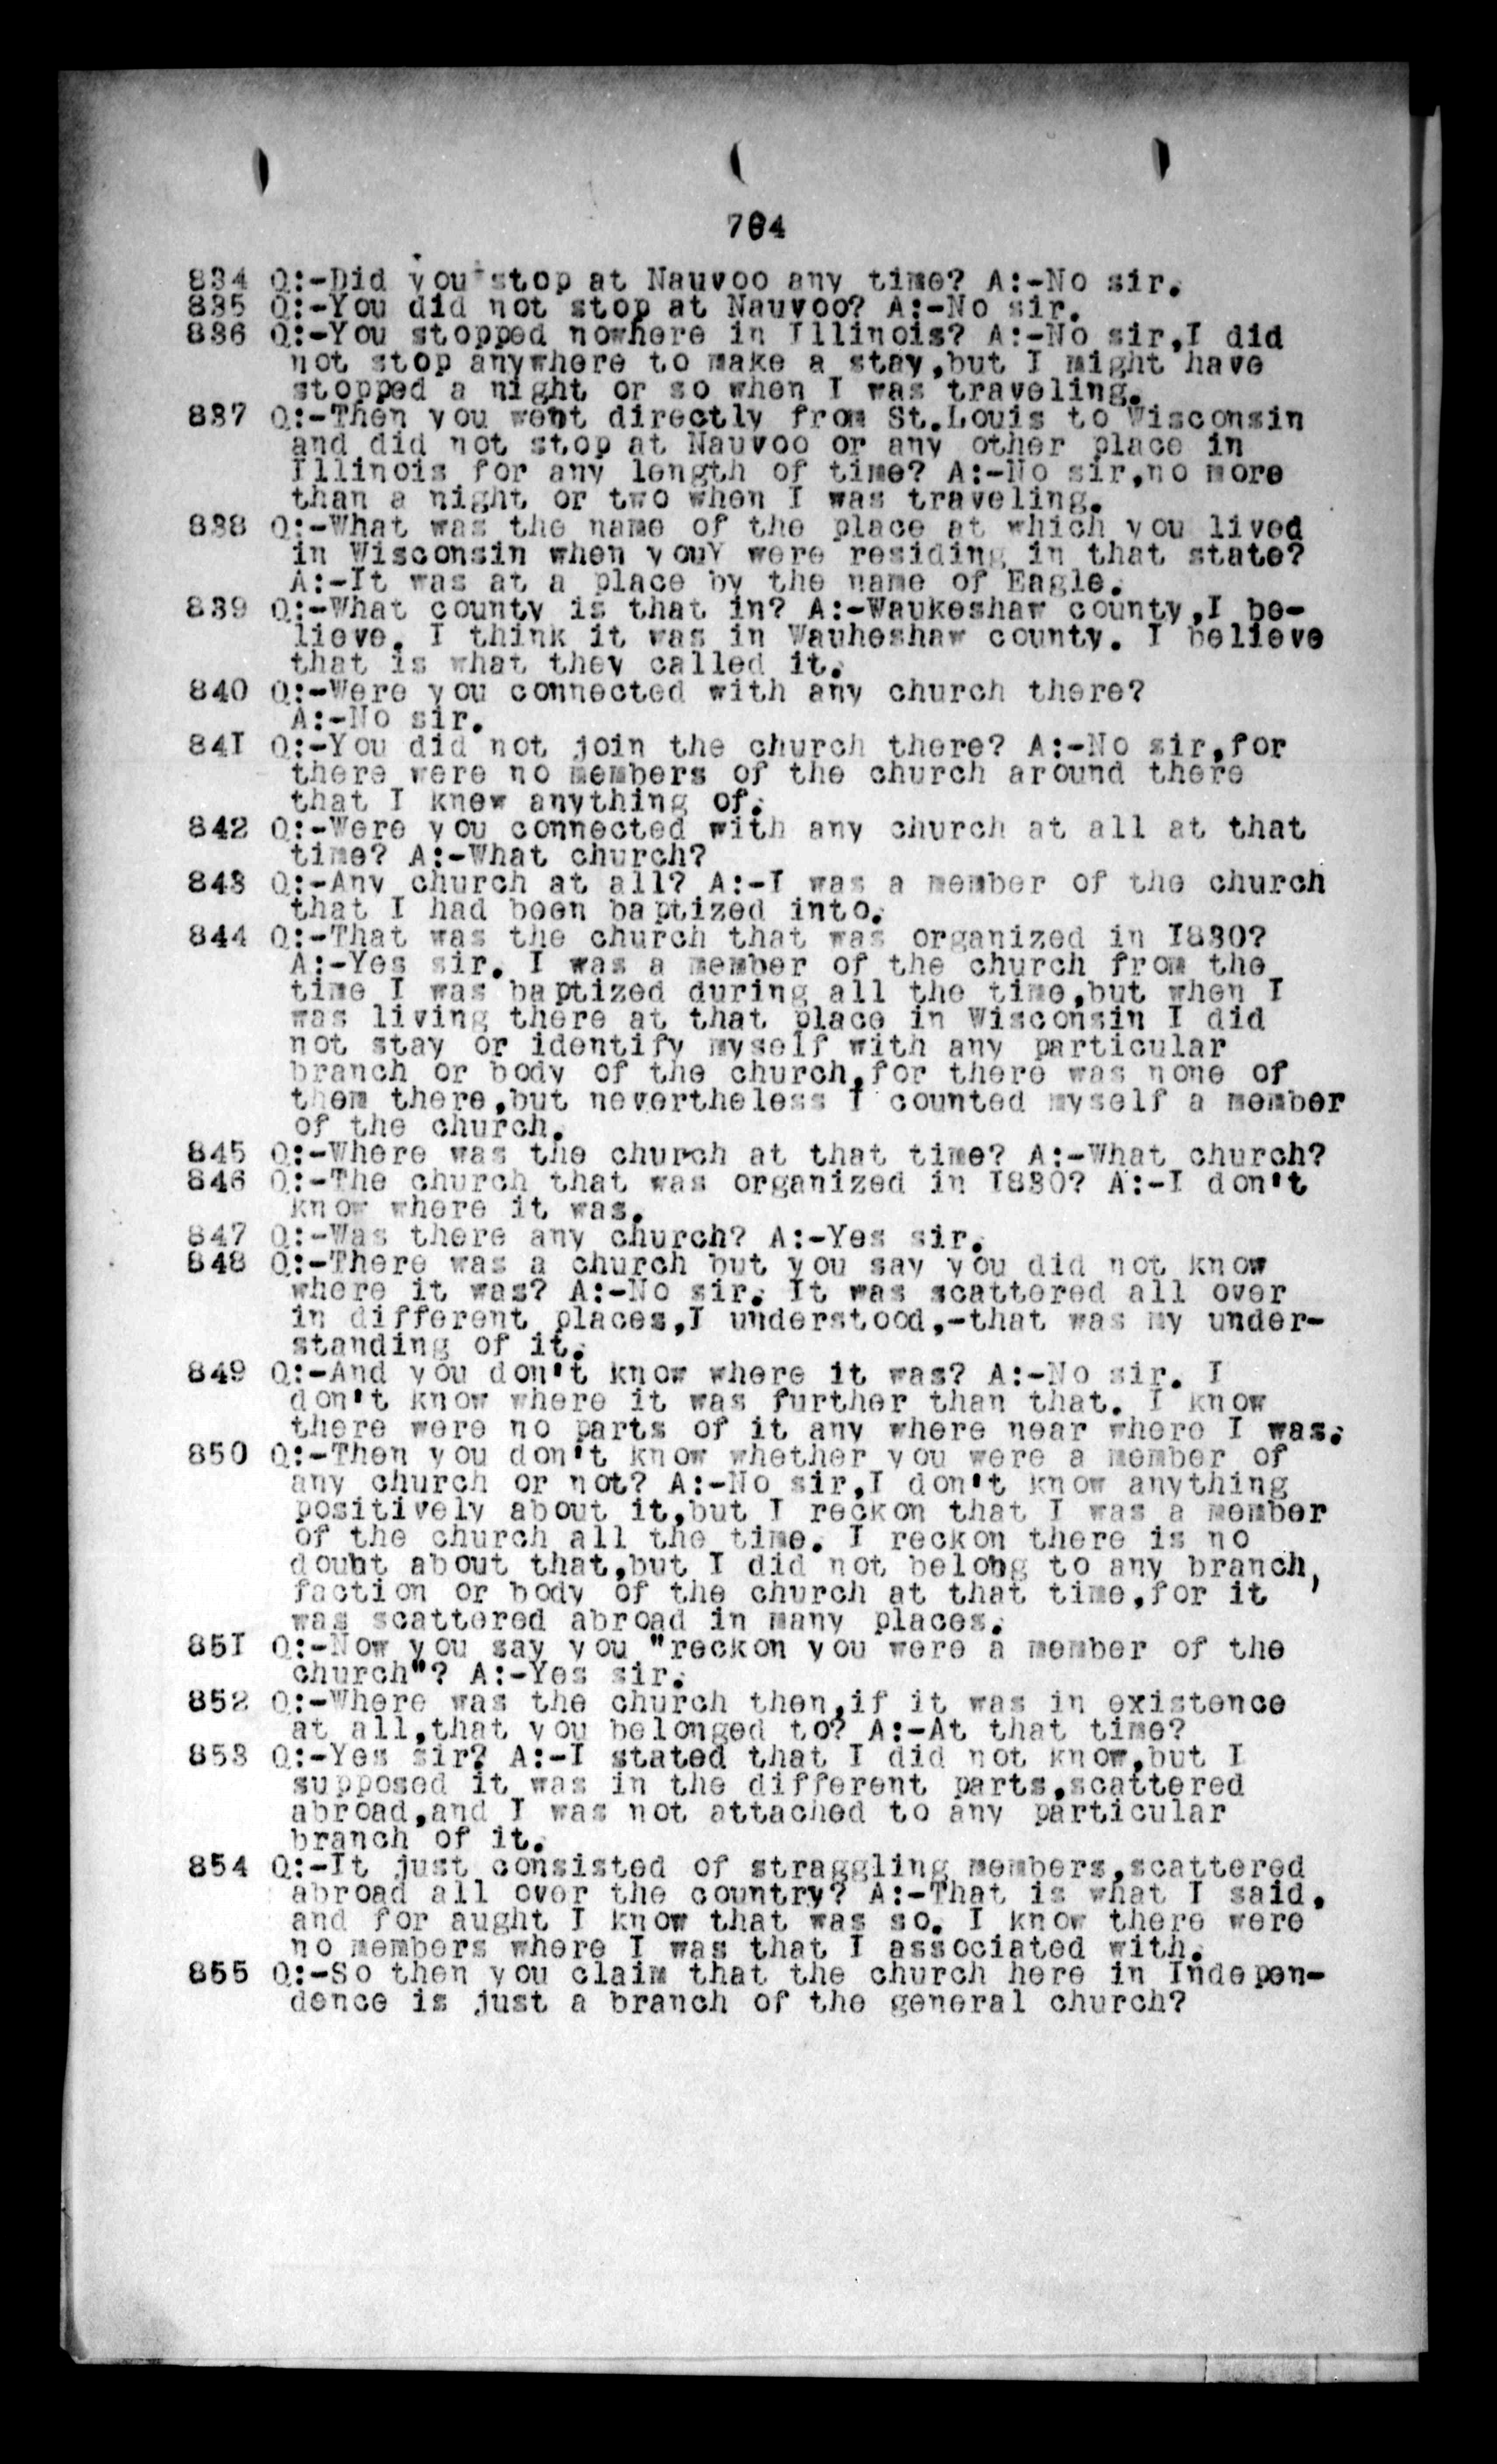 764
834 Q:-Did you stop at Nauvoo any time? A:-No sir.
835 Q:-You did not stop at Nauvoo? A:-No sir.
836 Q:-You stopped nowhere in Illinois? A:-No sir,I did
not stop anywhere to make a stay,but I might have
stopped a night or so when I was traveling.
837 Q:-Then you went directly from St.Louis to Wisconsin
and did not stop at Nauvoo or any other place in
Illinois for any length of time? A:-No sir,no more
than a night or two when I was traveling.
838 Q:-What was the name of the place at which you lived
in Wisconsin when youY were residing in that state?
A:-It was at a place by the name of Eagle.
839 Q:-What county is that in? A:-Waukeshaw county,I be-
lieve. I think it was in Wauheshaw county. I believe
that is what they called it.
840 Q:-Were you connected with any church there?
A:-No sir.
84I Q:-You did not join the church there? A:-No sir,for
there were no members of the church around there
that I knew anything of.
842 Q:-Were you connected with any church at all at that
time? A:-What church?
843 Q:-Any church at all? A:-I was a member of the church
that I had been baptized into.
844 Q:-That was the church that was organized in I830?
A:-Yes sir. I was a member of the church from the
time I was baptized during all the time,but when I
was living there at that place in Wisconsin I did
not stay or identify myself with any particular
branch or body of the church,for there was none of
them there,but nevertheless I counted myself a member
of the church.
845 Q:-Where was the church at that time? A:-What church?
846 Q:-The church that was organized in I830? A:-I don't
know where it was.
847 Q:-Was there any church? A:-Yes sir.
848 Q:-There was a church but you say you did not know
where it was? A:-No sir. It was scattered all over
in different places,I understood,-that was my under-
standing of it.
849 Q:-And you don't know where it was? A:-No sir. I
don't know where it was further than that. I know
there were no parts of it any where near where I was.
850 Q:-Then you don't know whether you were a member of
any church or not? A:-No sir,I don't know anything
positively about it,but I reckon that I was a member
of the church all the time. I reckon there is no
doubt about that,but I did not belong to any branch,
faction or body of the church at that time,for it
was scattered abroad in many places.
85I Q:-Now you say you "reckon you were a member of the
church"? A:-Yes sir.
852 Q:-Where was the church then,if it was in existence
at all,that you belonged to? A:-At that time?
853 Q:-Yes sir? A:-I stated that I did not know,but I
supposed it was in the different parts,scattered
abroad,and I was not attached to any particular
branch of it.
854 Q:-It just consisted of straggling members,scattered
abroad all over the country? A:-That is what I said,
and for aught I know that was so. I know there were
no members where I was that I associated with.
855 Q:-So then you claim that the church here in Indepen-
dence is just a branch of the general church?